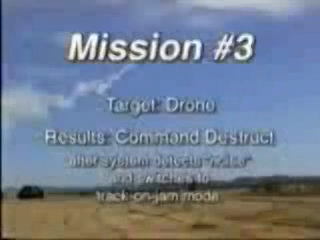 Mission #3
Target: Drone
Results: Command Destruct
after system detects "noise"
and switches to
track-on-jam mode